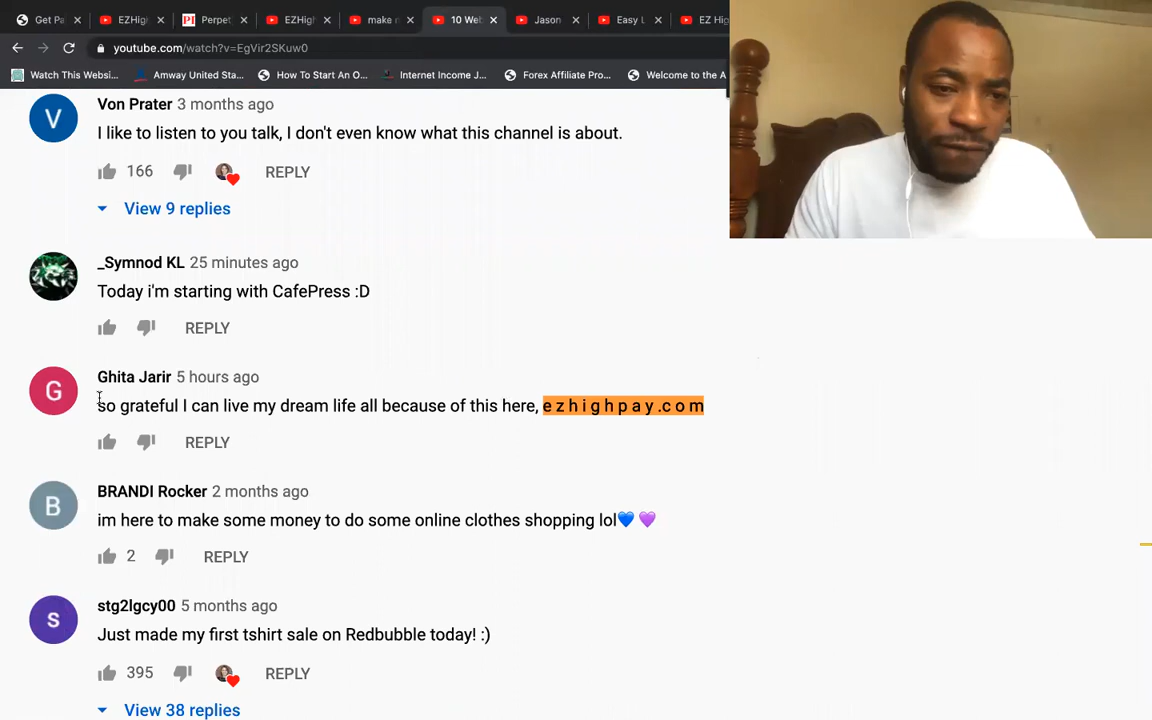 Get Pa
EZHigh
Perpet
EZHigh
make r
10 Web
Jason
Easy L
EZ Hig
youtube.com/watch?v=EgVir2SKuw0
Watch This Websi...
Amway United Sta...
How To Start An O...
Internet Income J...
Forex Affiliate Pro...
Welcome to the A
Von Prater 3 months ago
I like to listen to you talk, I don't even know what this channel is about.
166 REPLY
View 9 replies
_Symnod KL 25 minutes ago
Today i'm starting with CafePress :D
REPLY
G
Ghita Jarir 5 hours ago
so grateful I can live my dream life all because of this here, e z h i g h p a y .c o m
REPLY
B
BRANDI Rocker 2 months ago
im here to make some money to do some online clothes shopping lol💙💜
2 REPLY
S
stg2lgcy00 5 months ago
Just made my first tshirt sale on Redbubble today! :)
395 REPLY
View 38 replies